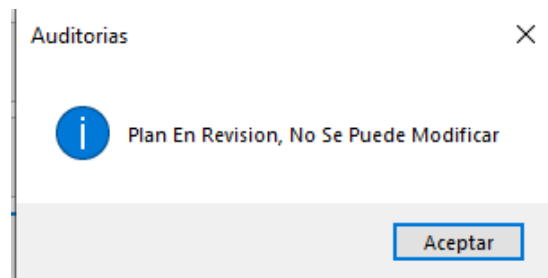 Auditorias
Plan En Revision, No Se Puede Modificar
Aceptar